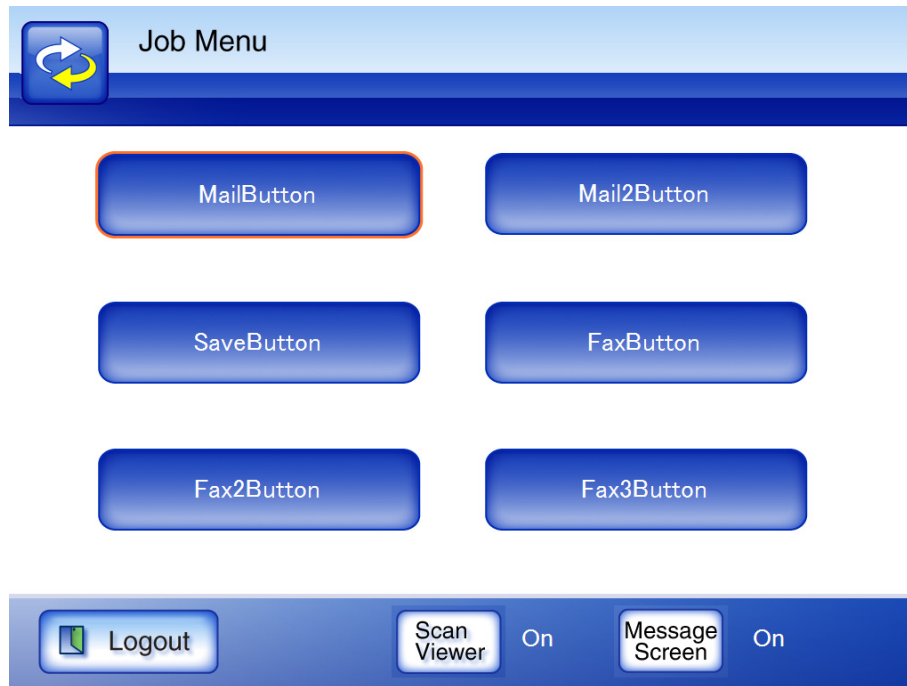 Job Menu
MailButton
Mail2Button
SaveButton
FaxButton
Fax2Button
Fax3Button
Logout
Scan
Viewer
On
Message
Screen
On